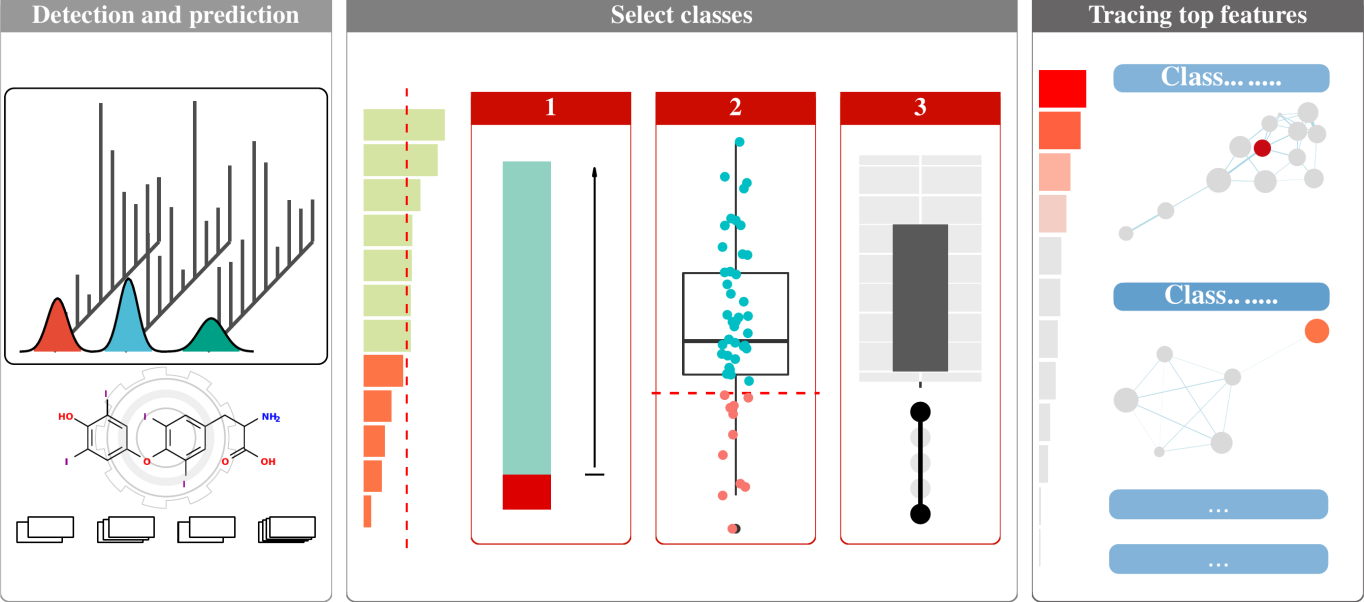 Detection and prediction
Select classes
Tracing top features
1
2
3
Class... .....
Class.. .....
...
...
I
HO
I
NH2
I
O
O
OH
I